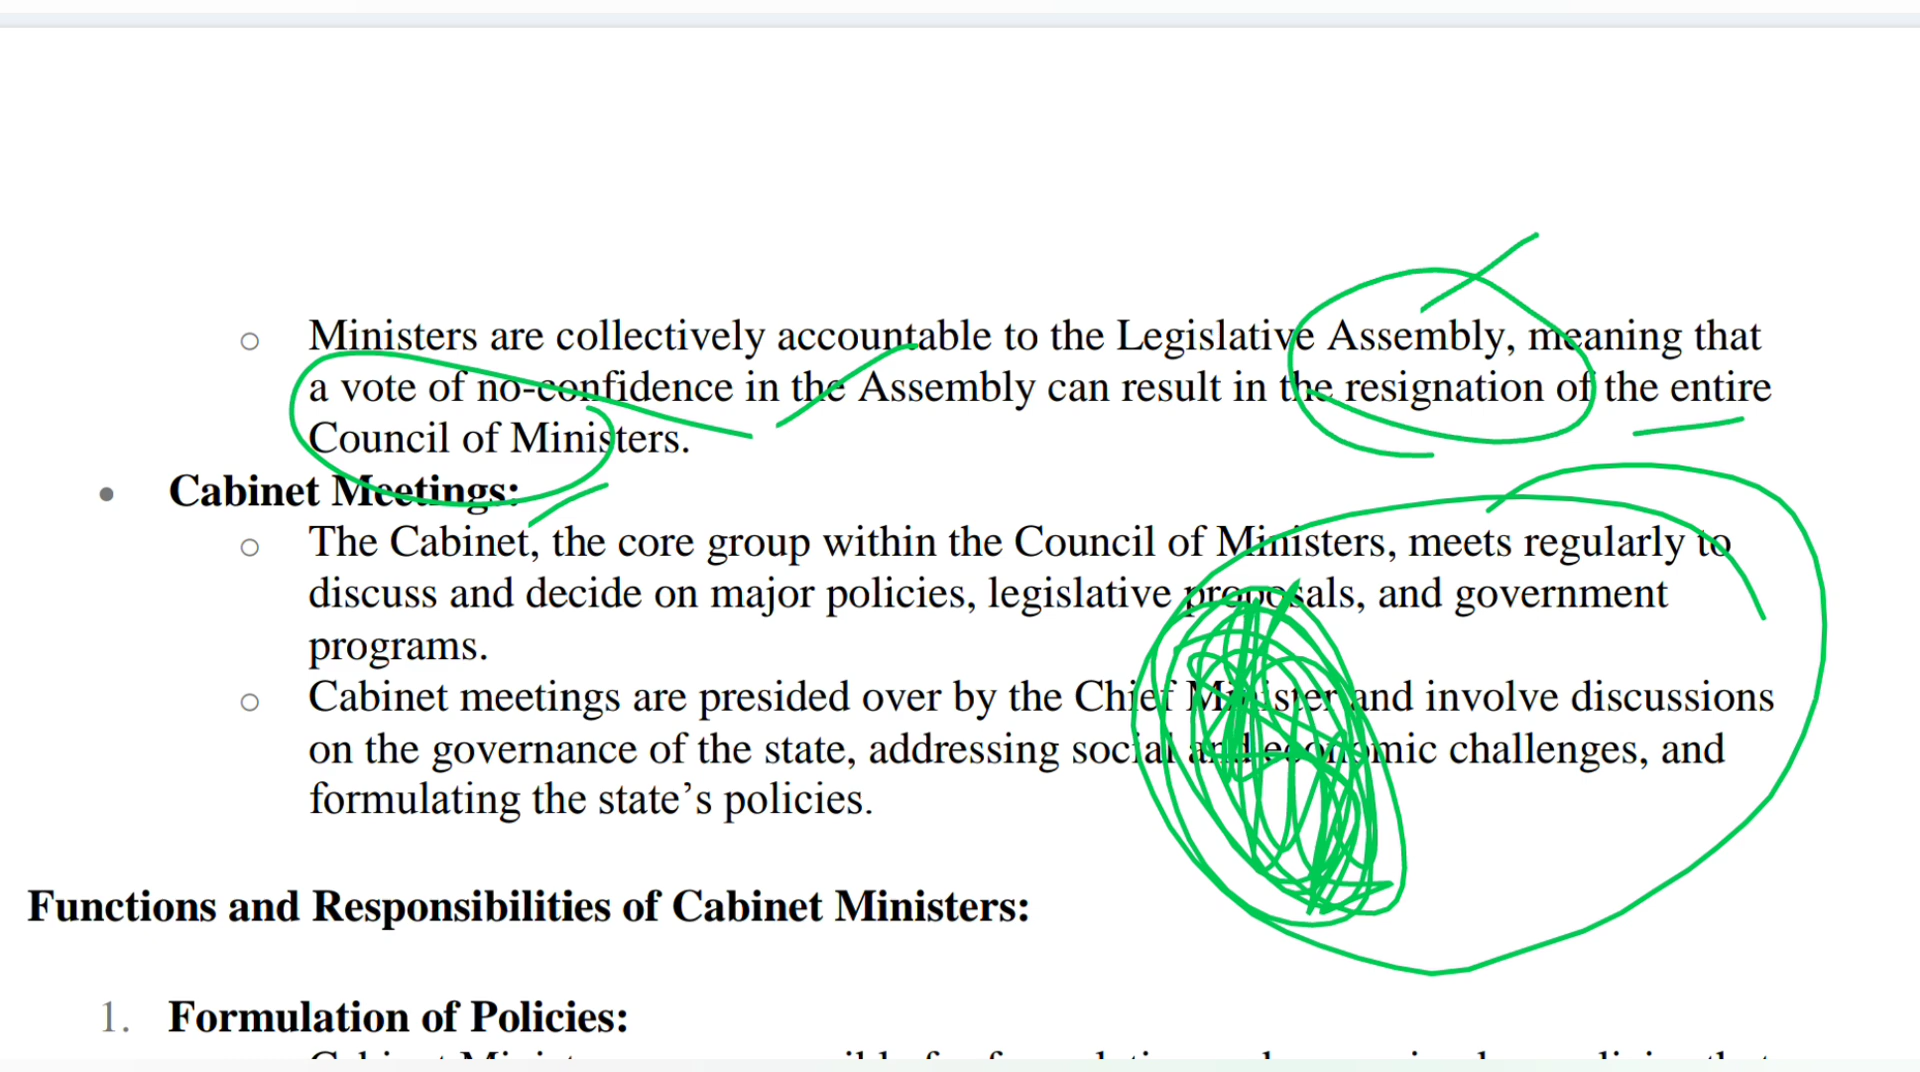 ○ Ministers are collectively accountable to the Legislative Assembly, meaning that
a vote of no-confidence in the Assembly can result in the resignation of the entire
Council of Ministers.
● Cabinet Meetings:
○ The Cabinet, the core group within the Council of Ministers, meets regularly to
discuss and decide on major policies, legislative proposals, and government
programs.
○ Cabinet meetings are presided over by the Chief Minister and involve discussions
on the governance of the state, addressing social and economic challenges, and
formulating the state’s policies.
Functions and Responsibilities of Cabinet Ministers:
1. Formulation of Policies: